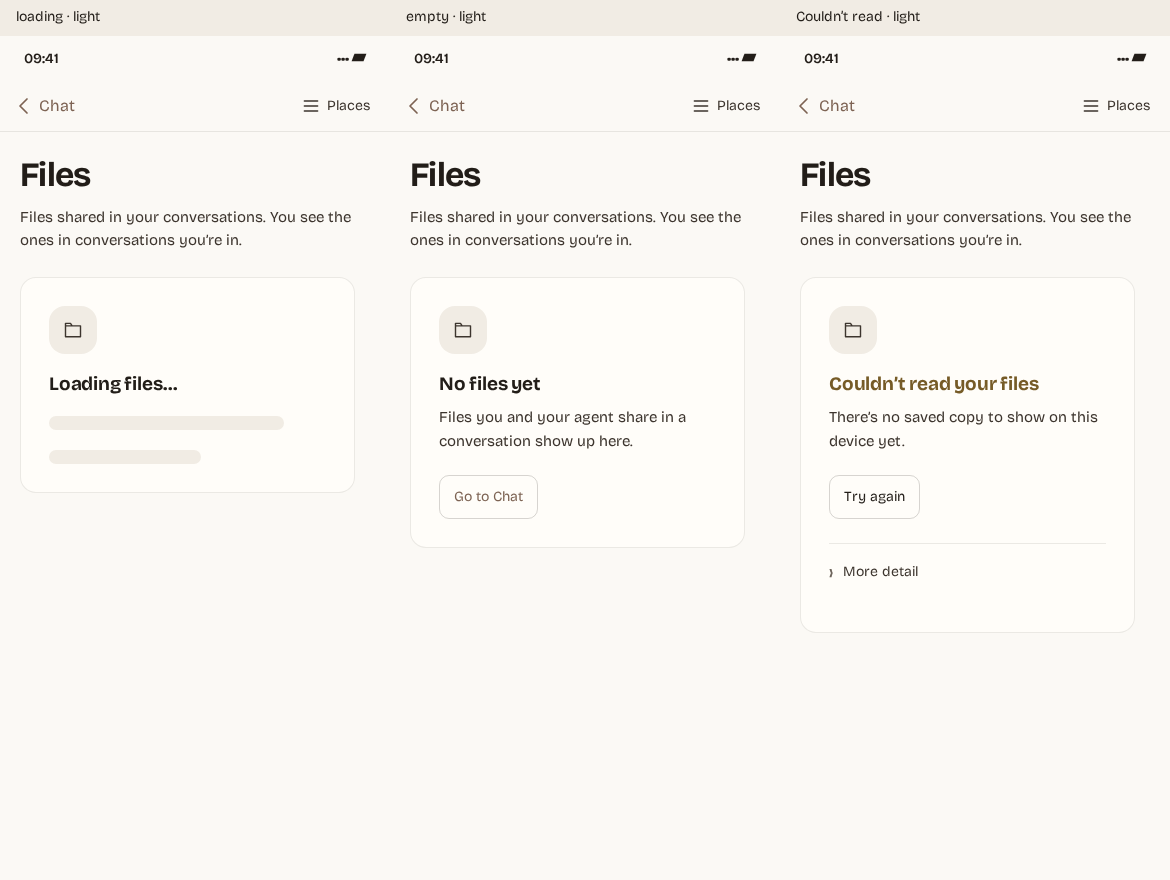 loading · light
09:41
Chat
Places
Files
Files shared in your conversations. You see the
ones in conversations you’re in.
Loading files…
empty · light
09:41
Chat
Places
Files
Files shared in your conversations. You see the
ones in conversations you’re in.
No files yet
Files you and your agent share in a
conversation show up here.
Go to Chat
Couldn’t read · light
09:41
Chat
Places
Files
Files shared in your conversations. You see the
ones in conversations you’re in.
Couldn’t read your files
There’s no saved copy to show on this
device yet.
Try again
More detail